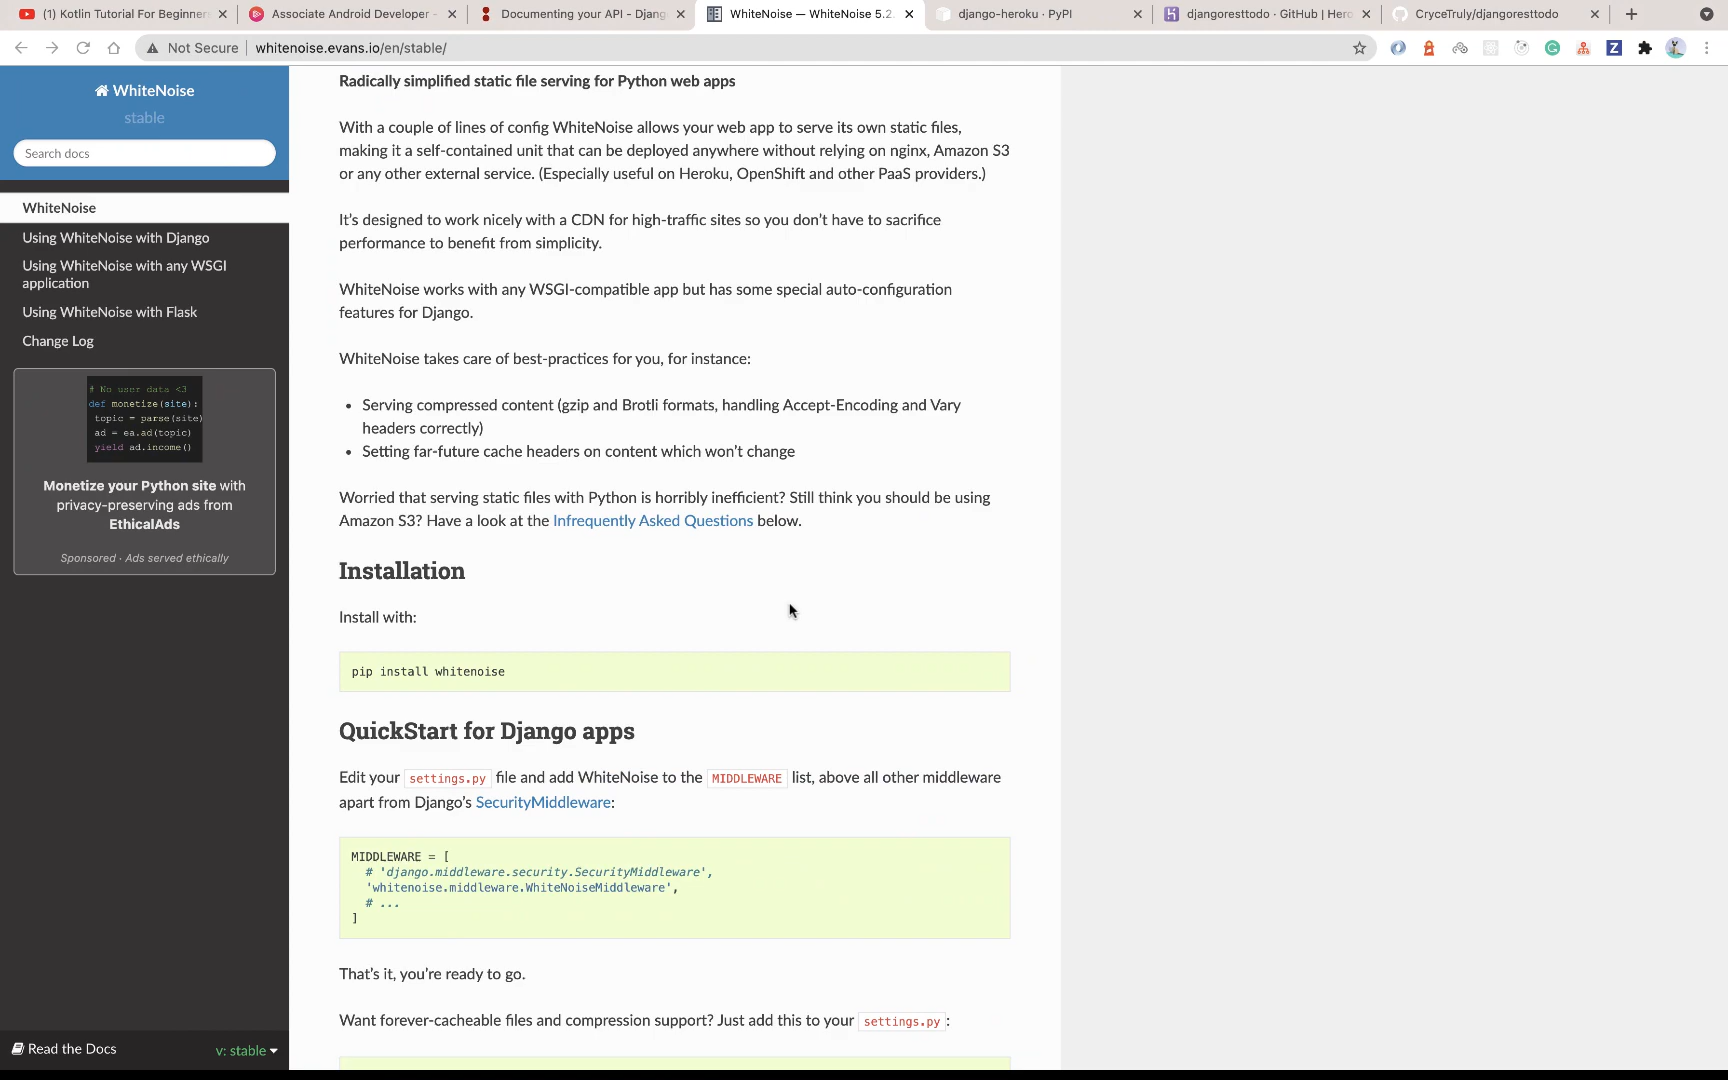 (1) Kotlin Tutorial For Beginners
Associate Android Developer -
Documenting your API - Djang
WhiteNoise — WhiteNoise 5.2.
django-heroku · PyPI
djangoresttodo · GitHub | Hero
CryceTruly/djangoresttodo
Not Secure
whitenoise.evans.io/en/stable/
WhiteNoise
stable
Search docs
WhiteNoise
Using WhiteNoise with Django
Using WhiteNoise with any WSGI
application
Using WhiteNoise with Flask
Change Log
# No user data <3
def monetize(site):
topic = parse(site)
ad = ea.ad(topic)
yield ad.income()
Monetize your Python site with
privacy-preserving ads from
EthicalAds
Sponsored · Ads served ethically
Read the Docs
v: stable
Radically simplified static file serving for Python web apps
With a couple of lines of config WhiteNoise allows your web app to serve its own static files,
making it a self-contained unit that can be deployed anywhere without relying on nginx, Amazon S3
or any other external service. (Especially useful on Heroku, OpenShift and other PaaS providers.)
It’s designed to work nicely with a CDN for high-traffic sites so you don’t have to sacrifice
performance to benefit from simplicity.
WhiteNoise works with any WSGI-compatible app but has some special auto-configuration
features for Django.
WhiteNoise takes care of best-practices for you, for instance:
• Serving compressed content (gzip and Brotli formats, handling Accept-Encoding and Vary
headers correctly)
• Setting far-future cache headers on content which won’t change
Worried that serving static files with Python is horribly inefficient? Still think you should be using
Amazon S3? Have a look at the Infrequently Asked Questions below.
Installation
Install with:
pip install whitenoise
QuickStart for Django apps
Edit your settings.py file and add WhiteNoise to the MIDDLEWARE list, above all other middleware
apart from Django’s SecurityMiddleware:
MIDDLEWARE = [
# 'django.middleware.security.SecurityMiddleware',
'whitenoise.middleware.WhiteNoiseMiddleware',
# ...
]
That’s it, you’re ready to go.
Want forever-cacheable files and compression support? Just add this to your settings.py: